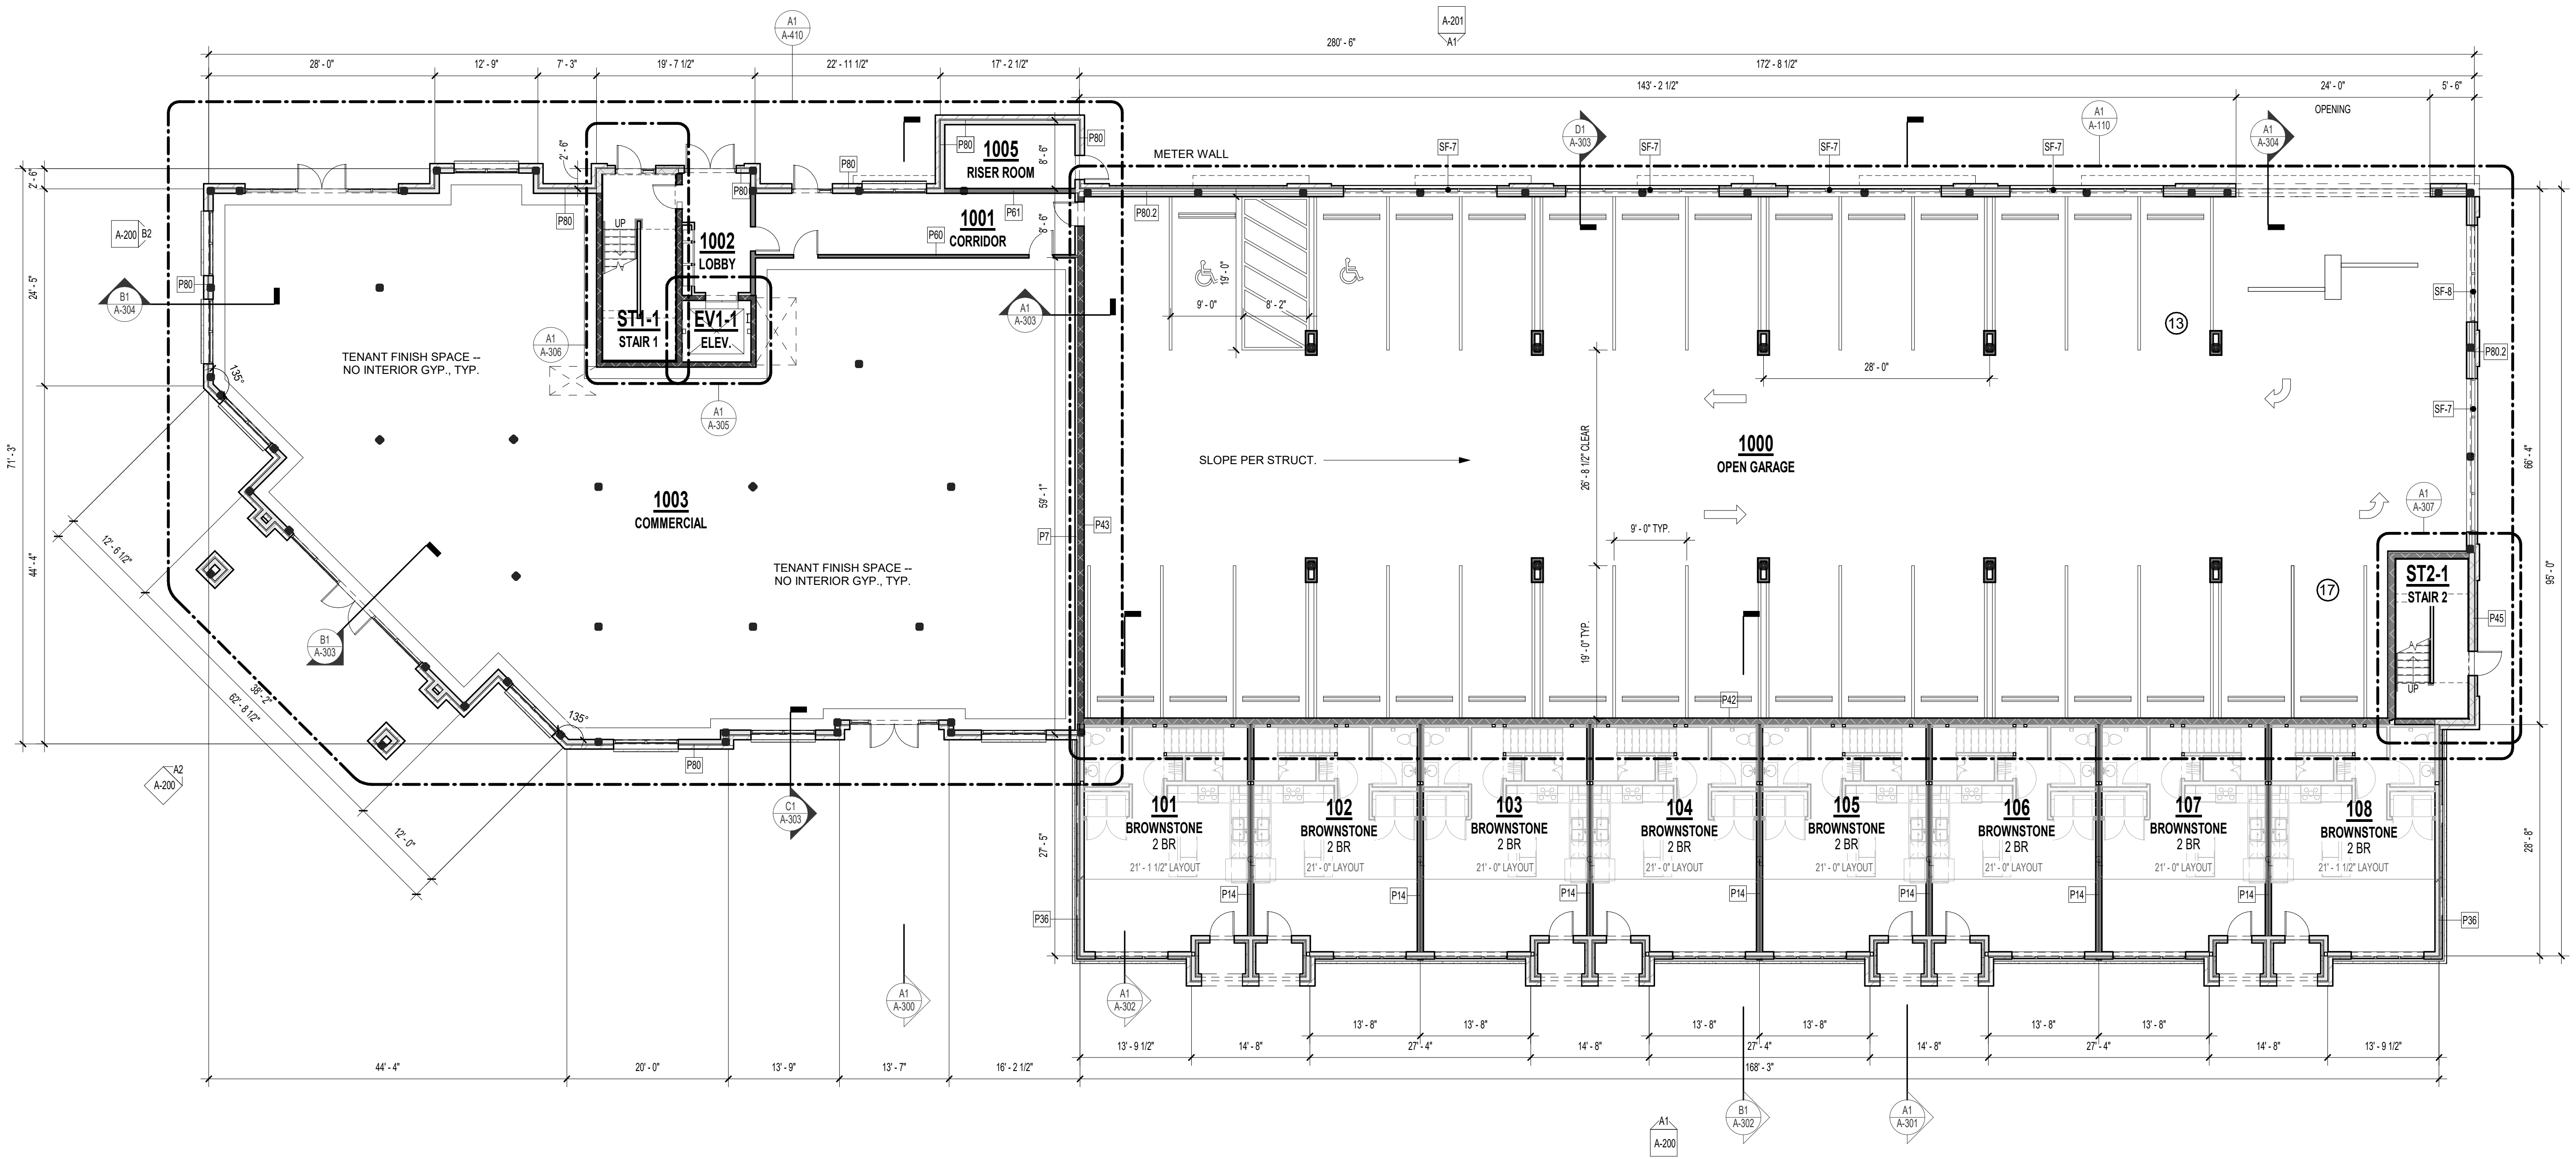 A-201
A1
A1
A-410
280' - 6"
28' - 0"
12' - 9"
7' - 3"
19' - 7 1/2"
22' - 11 1/2"
17' - 2 1/2"
172' - 8 1/2"
143' - 2 1/2"
24' - 0"
5' - 6"
OPENING
D1
A-303
A1
A-110
A1
A-304
METER WALL
SF-7
SF-7
SF-7
SF-7
P80
P80
P80
P80
P80
1005
RISER ROOM
8' - 6"
2' - 6"
2' - 6"
P61
P80.2
1001
CORRIDOR
8' - 6"
P60
1002
LOBBY
UP
A-200
B2
P80
24' - 5"
B1
A-304
ST1-1
STAIR 1
EV1-1
ELEV.
A1
A-306
A1
A-305
A1
A-303
19' - 0"
9' - 0"
8' - 2"
28' - 0"
13
SF-8
P80.2
SF-7
TENANT FINISH SPACE --
NO INTERIOR GYP., TYP.
135°
71' - 3"
44' - 4"
1003
COMMERCIAL
59' - 1"
P7
P43
SLOPE PER STRUCT.
26' - 8 1/2" CLEAR
1000
OPEN GARAGE
66' - 4"
95' - 0"
A1
A-307
9' - 0" TYP.
19' - 0" TYP.
17
ST2-1
STAIR 2
P45
UP
P42
TENANT FINISH SPACE --
NO INTERIOR GYP., TYP.
12' - 6 1/2"
38' - 2"
62' - 8 1/2"
12' - 0"
B1
A-303
135°
P80
A2
A-200
C1
A-303
101
BROWNSTONE
2 BR
21' - 1 1/2" LAYOUT
102
BROWNSTONE
2 BR
21' - 0" LAYOUT
103
BROWNSTONE
2 BR
21' - 0" LAYOUT
104
BROWNSTONE
2 BR
21' - 0" LAYOUT
105
BROWNSTONE
2 BR
21' - 0" LAYOUT
106
BROWNSTONE
2 BR
21' - 0" LAYOUT
107
BROWNSTONE
2 BR
21' - 0" LAYOUT
108
BROWNSTONE
2 BR
21' - 1 1/2" LAYOUT
27' - 5"
28' - 8"
P36
P14
P14
P14
P14
P14
P14
P14
P36
A1
A-300
A1
A-302
13' - 8"
13' - 8"
13' - 8"
13' - 8"
13' - 8"
13' - 8"
13' - 9 1/2"
14' - 8"
27' - 4"
14' - 8"
27' - 4"
14' - 8"
27' - 4"
14' - 8"
13' - 9 1/2"
44' - 4"
20' - 0"
13' - 9"
13' - 7"
16' - 2 1/2"
168' - 3"
B1
A-302
A1
A-301
A1
A-200